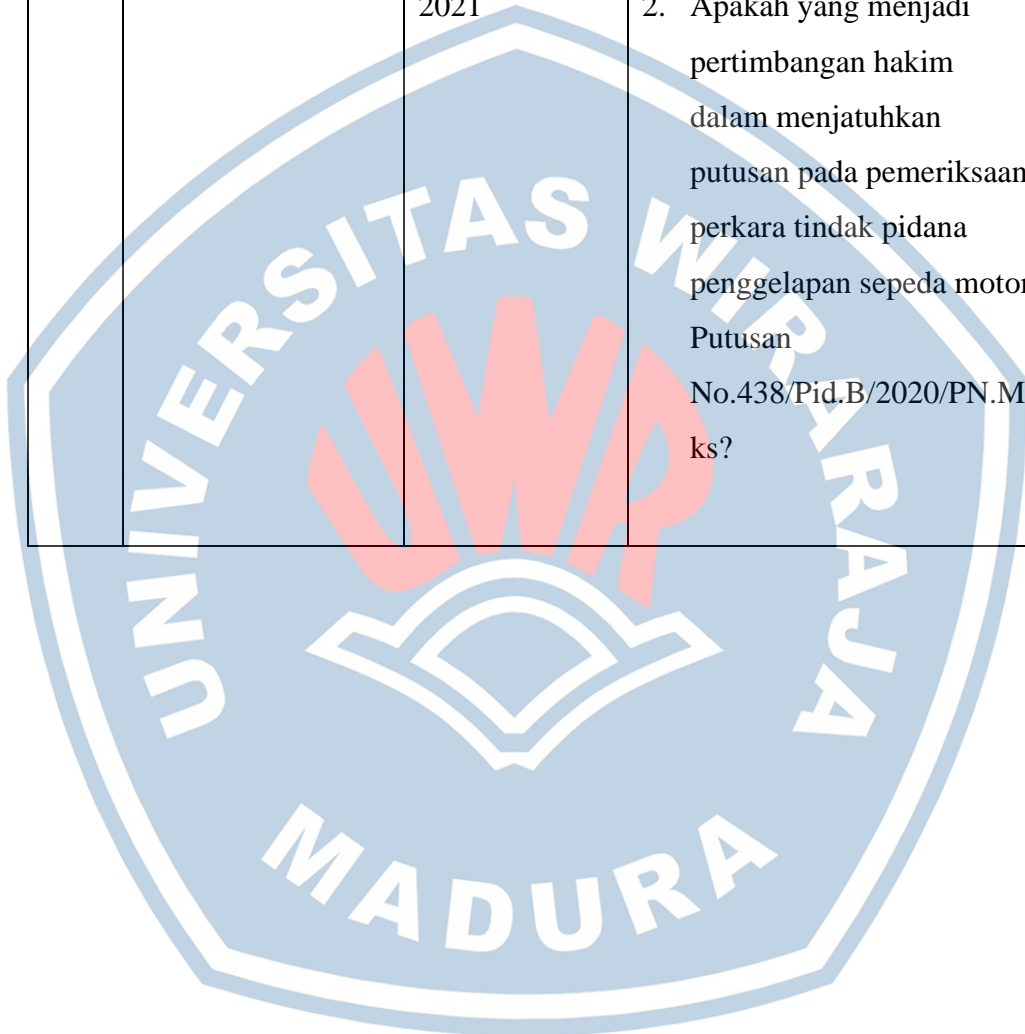 2021
2. Apakah yang menjadi
pertimbangan hakim
dalam menjatuhkan
putusan pada pemeriksaan
perkara tindak pidana
penggelapan sepeda motor
Putusan
No.438/Pid.B/2020/PN.M
ks?
UNIVERSITAS WIRARAJA
UWR
MADURA